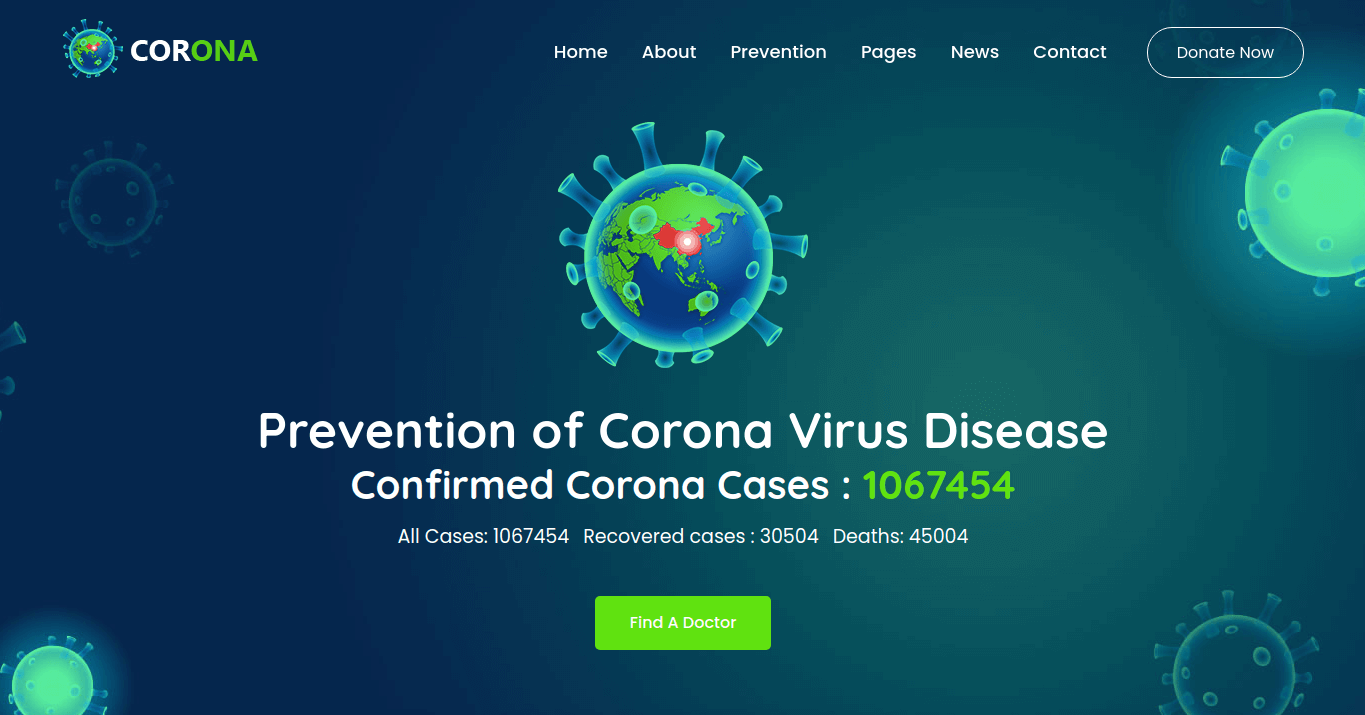 CORONA
Home About Prevention Pages News Contact Donate Now
Prevention of Corona Virus Disease
Confirmed Corona Cases : 1067454
All Cases: 1067454 Recovered cases : 30504 Deaths: 45004
Find A Doctor